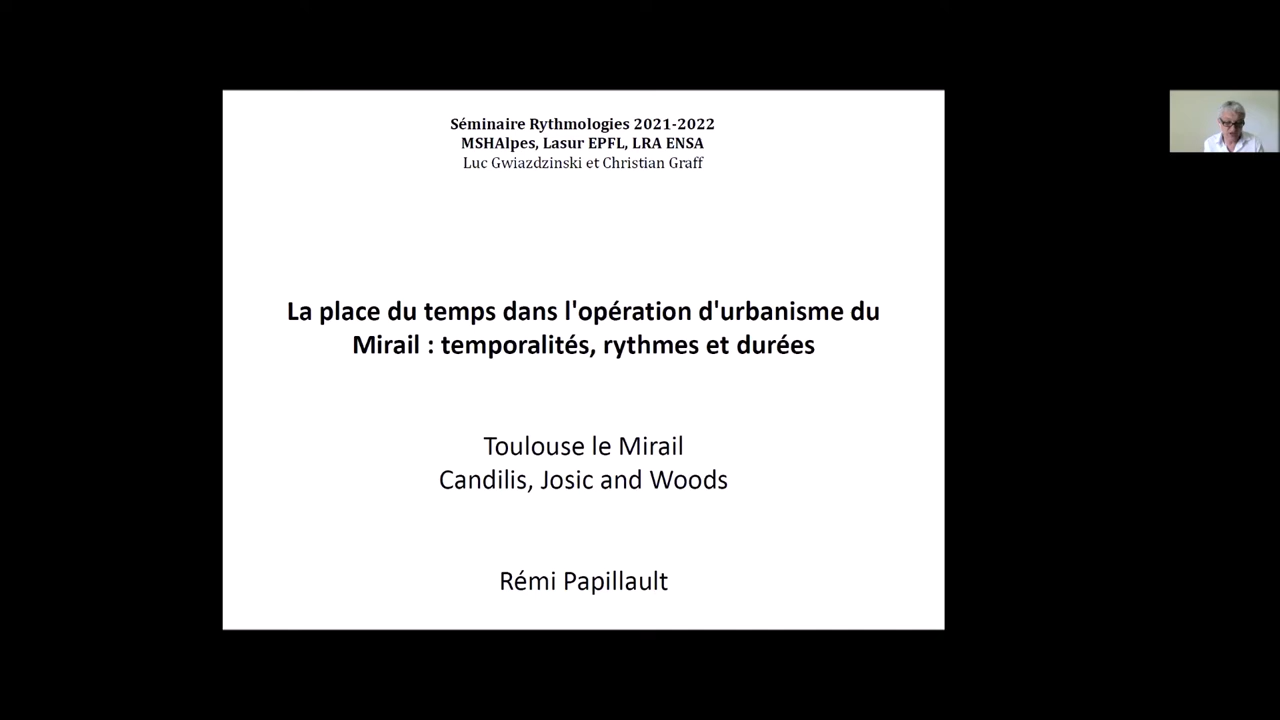 Séminaire Rythmologies 2021-2022
MSHAlpes, Lasur EPFL, LRA ENSA
Luc Gwiazdzinski et Christian Graff
La place du temps dans l'opération d'urbanisme du
Mirail : temporalités, rythmes et durées
Toulouse le Mirail
Candilis, Josic and Woods
Rémi Papillault